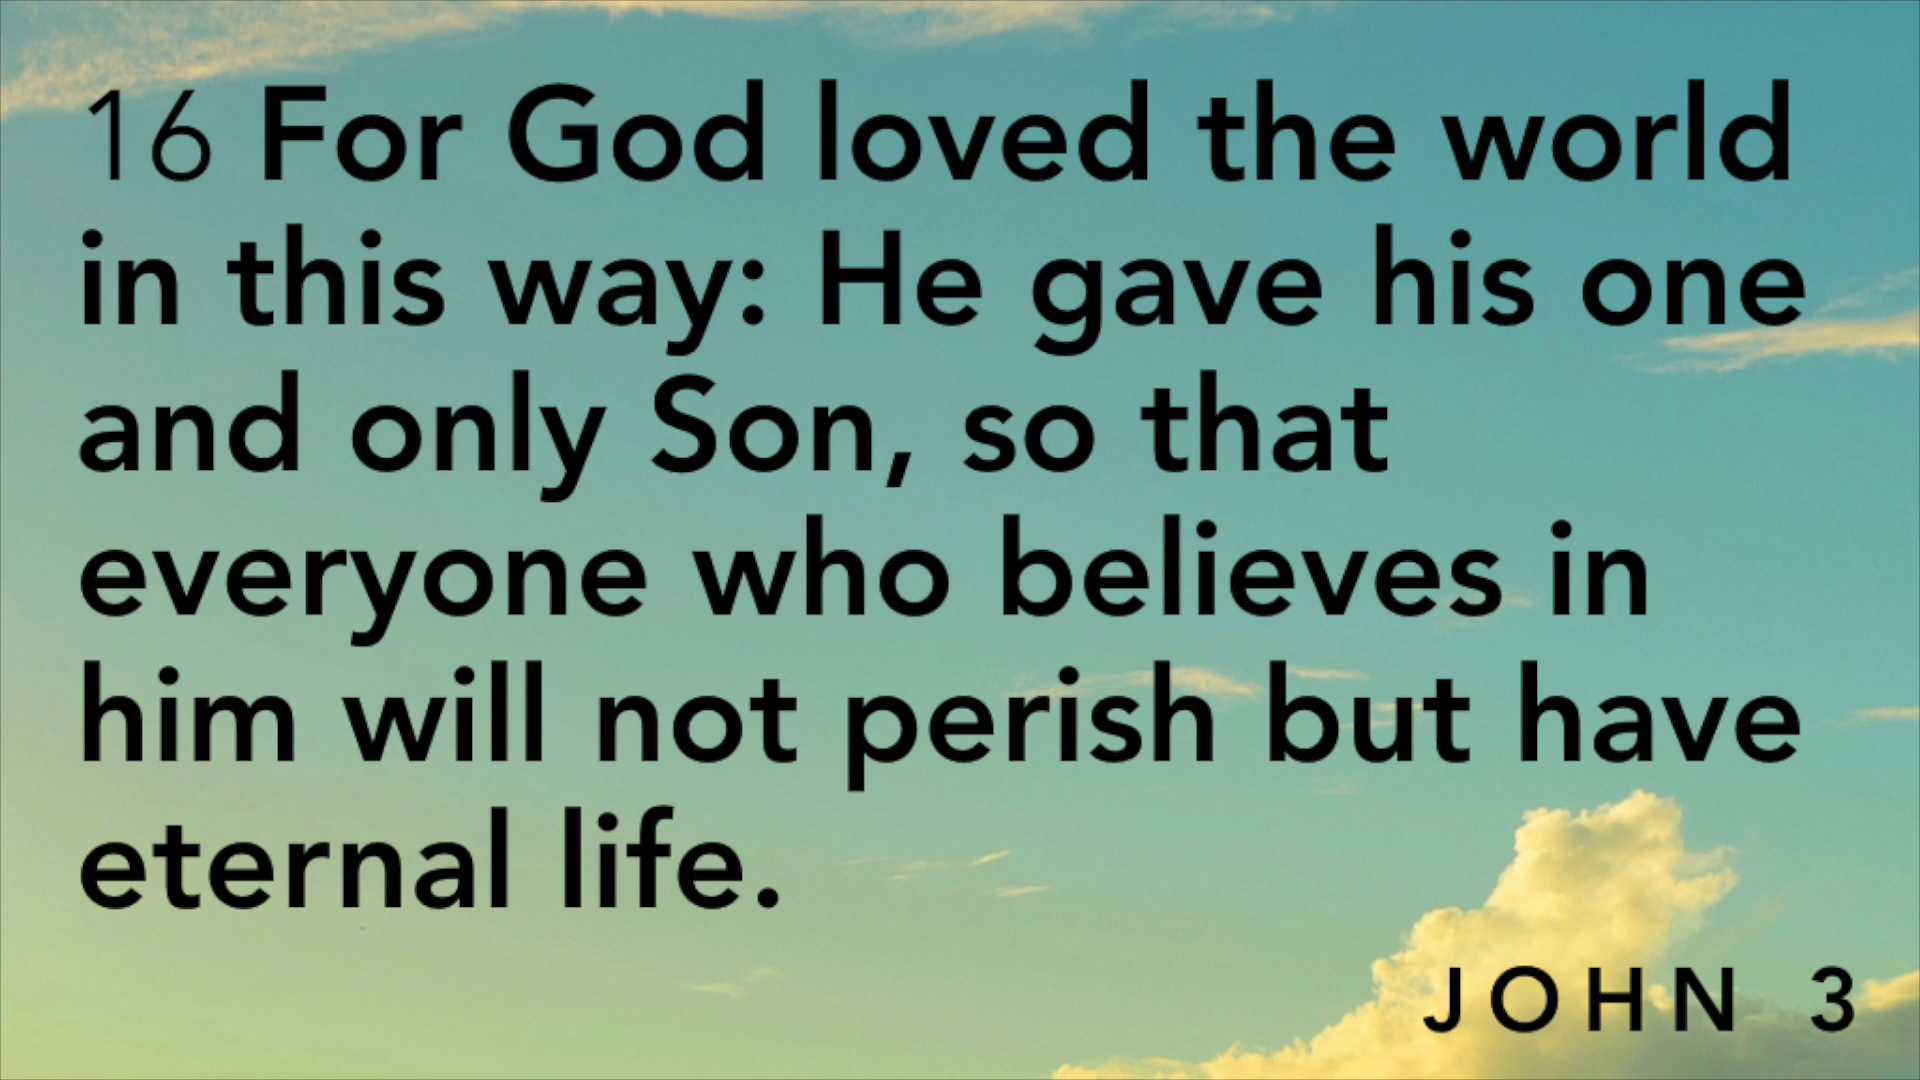 16 For God loved the world
in this way: He gave his one
and only Son, so that
everyone who believes in
him will not perish but have
eternal life.
JOHN 3